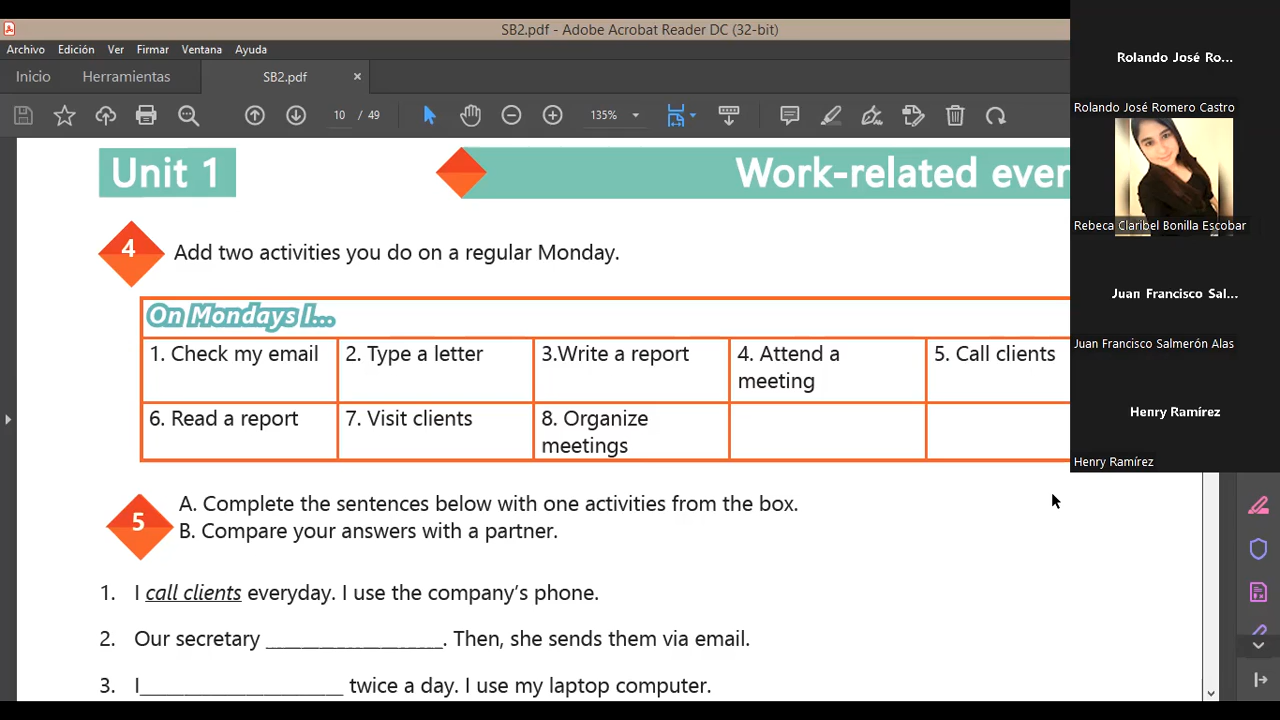 SB2.pdf - Adobe Acrobat Reader DC (32-bit)
Archivo Edición Ver Firmar Ventana Ayuda
Inicio Herramientas SB2.pdf ×
10 / 49 135%
Unit 1 Work-related even
4 Add two activities you do on a regular Monday.
On Mondays I...
1. Check my email 2. Type a letter 3.Write a report 4. Attend a meeting 5. Call clients
6. Read a report 7. Visit clients 8. Organize meetings
5 A. Complete the sentences below with one activities from the box.
B. Compare your answers with a partner.
1. I call clients everyday. I use the company's phone.
2. Our secretary ____________________. Then, she sends them via email.
3. I______________________ twice a day. I use my laptop computer.
Rolando José Ro...
Rolando José Romero Castro
Rebeca Claribel Bonilla Escobar
Juan Francisco Sal...
Juan Francisco Salmerón Alas
Henry Ramírez
Henry Ramírez